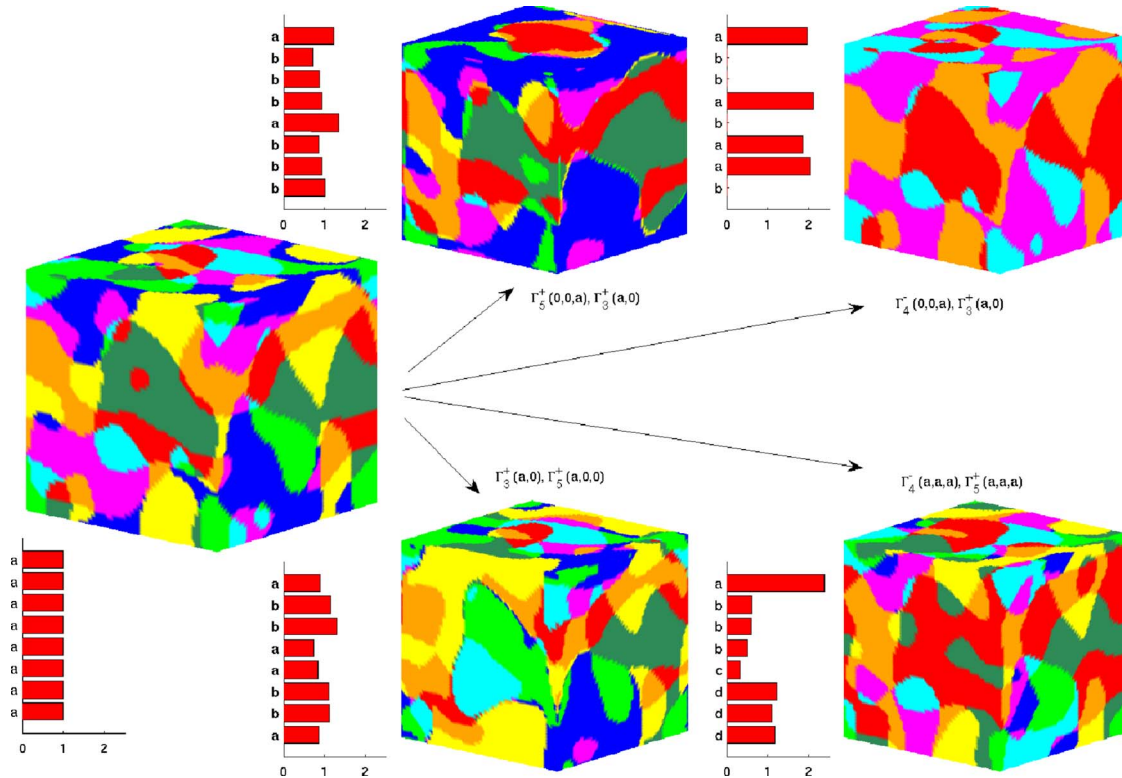 a
b
b
b
a
b
b
b
0 1 2
a
b
b
a
b
a
a
b
0 1 2
Γ₅⁺(0,0,a), Γ₃⁺(a,0)
Γ₄⁻(0,0,a), Γ₃⁺(a,0)
Γ₃⁺(a,0), Γ₅⁺(a,0,0)
Γ₄⁻(a,a,a), Γ₅⁺(a,a,a)
a
a
a
a
a
a
a
a
0 1 2
a
b
b
a
a
b
b
a
0 1 2
a
b
b
b
c
d
d
d
0 1 2